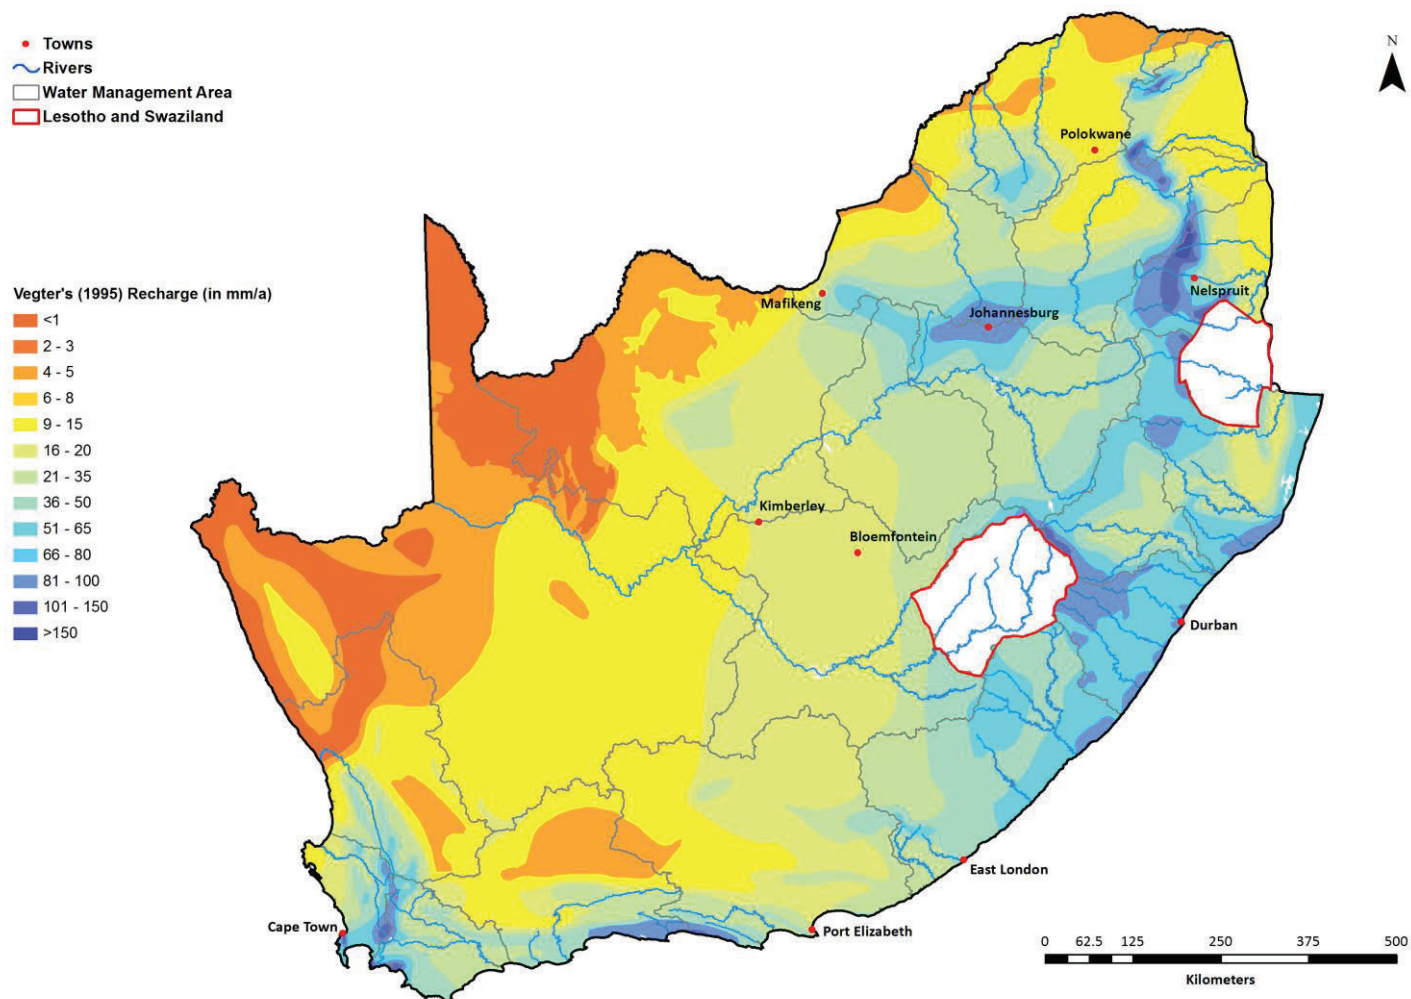 Towns
Rivers
Water Management Area
Lesotho and Swaziland
N
Polokwane
Nelspruit
Mafikeng
Johannesburg
Vegter's (1995) Recharge (in mm/a)
<1
2 - 3
4 - 5
6 - 8
9 - 15
16 - 20
21 - 35
36 - 50
51 - 65
66 - 80
81 - 100
101 - 150
>150
Kimberley
Bloemfontein
Durban
East London
Cape Town
Port Elizabeth
0 62.5 125 250 375 500
Kilometers